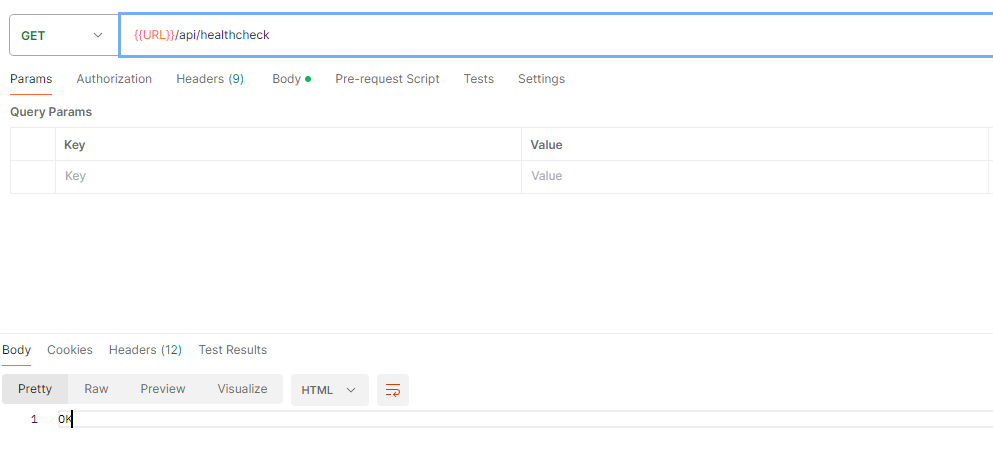 GET {{URL}}/api/healthcheck
Params Authorization Headers (9) Body Pre-request Script Tests Settings
Query Params
Key Value
Key Value
Body Cookies Headers (12) Test Results
Pretty Raw Preview Visualize HTML
1 OK